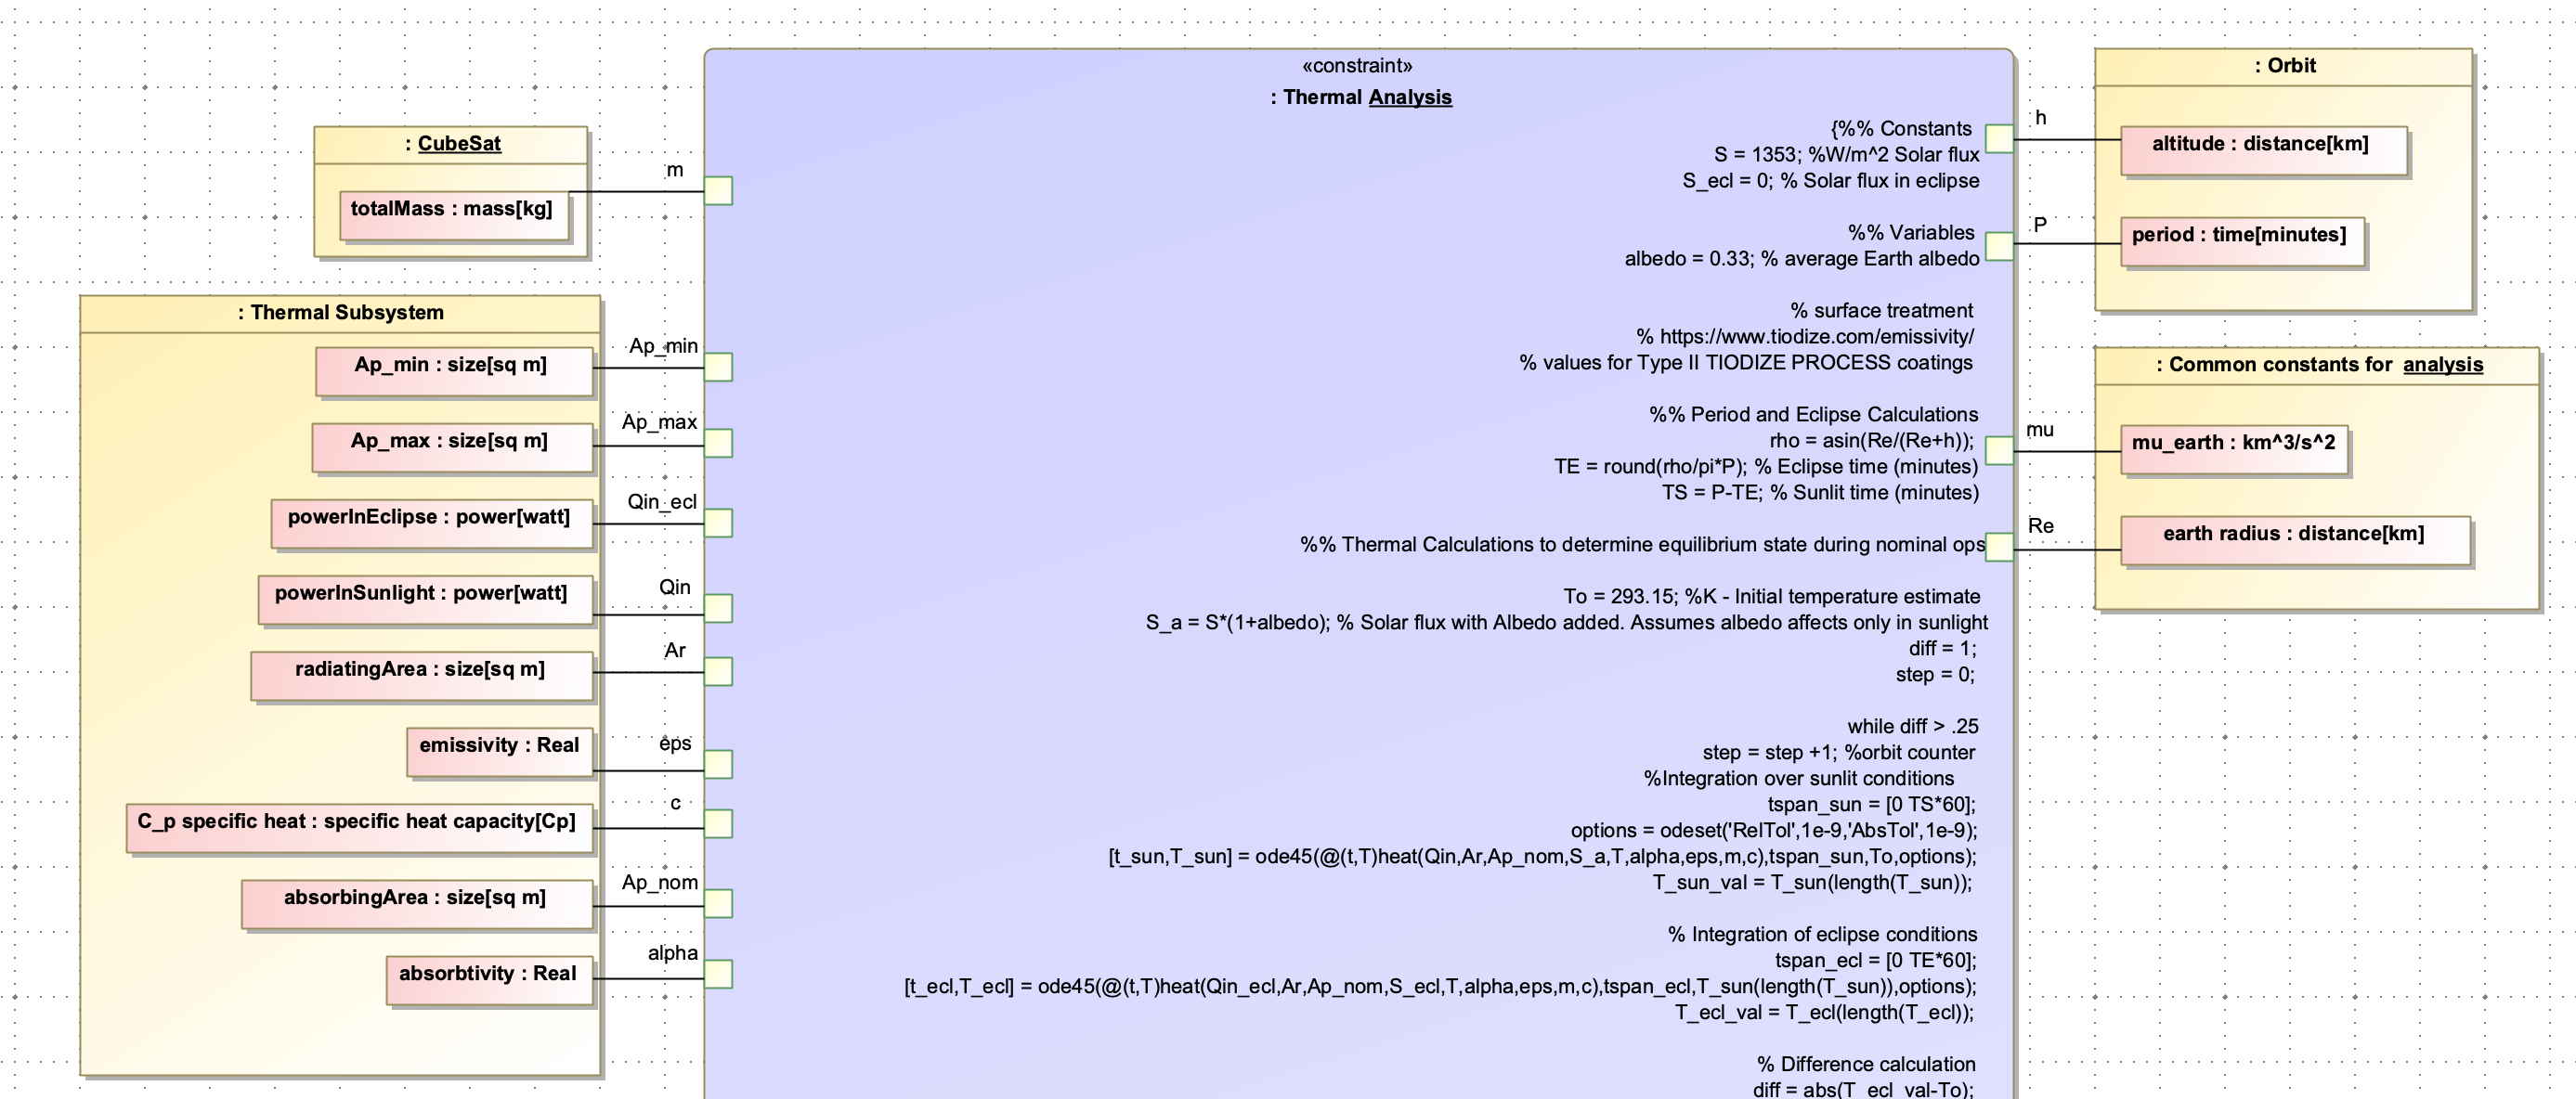 : CubeSat
totalMass : mass[kg]
m
: Thermal Subsystem
Ap_min : size[sq m]
Ap_min
Ap_max : size[sq m]
Ap_max
powerInEclipse : power[watt]
Qin_ecl
powerInSunlight : power[watt]
Qin
radiatingArea : size[sq m]
Ar
emissivity : Real
eps
C_p specific heat : specific heat capacity[Cp]
c
absorbingArea : size[sq m]
Ap_nom
absorbtivity : Real
alpha
«constraint»
: Thermal Analysis
{%% Constants
S = 1353; %W/m^2 Solar flux
S_ecl = 0; % Solar flux in eclipse
%% Variables
albedo = 0.33; % average Earth albedo
% surface treatment
% https://www.tiodize.com/emissivity/
% values for Type II TIODIZE PROCESS coatings
%% Period and Eclipse Calculations
rho = asin(Re/(Re+h));
TE = round(rho/pi*P); % Eclipse time (minutes)
TS = P-TE; % Sunlit time (minutes)
%% Thermal Calculations to determine equilibrium state during nominal ops
To = 293.15; %K - Initial temperature estimate
S_a = S*(1+albedo); % Solar flux with Albedo added. Assumes albedo affects only in sunlight
diff = 1;
step = 0;
while diff > .25
step = step +1; %orbit counter
%Integration over sunlit conditions
tspan_sun = [0 TS*60];
options = odeset('RelTol',1e-9,'AbsTol',1e-9);
[t_sun,T_sun] = ode45(@(t,T)heat(Qin,Ar,Ap_nom,S_a,T,alpha,eps,m,c),tspan_sun,To,options);
T_sun_val = T_sun(length(T_sun));
% Integration of eclipse conditions
tspan_ecl = [0 TE*60];
[t_ecl,T_ecl] = ode45(@(t,T)heat(Qin_ecl,Ar,Ap_nom,S_ecl,T,alpha,eps,m,c),tspan_ecl,T_sun(length(T_sun)),options);
T_ecl_val = T_ecl(length(T_ecl));
% Difference calculation
diff = abs(T_ecl_val-To);
h
P
mu
Re
: Orbit
altitude : distance[km]
period : time[minutes]
: Common constants for analysis
mu_earth : km^3/s^2
earth radius : distance[km]